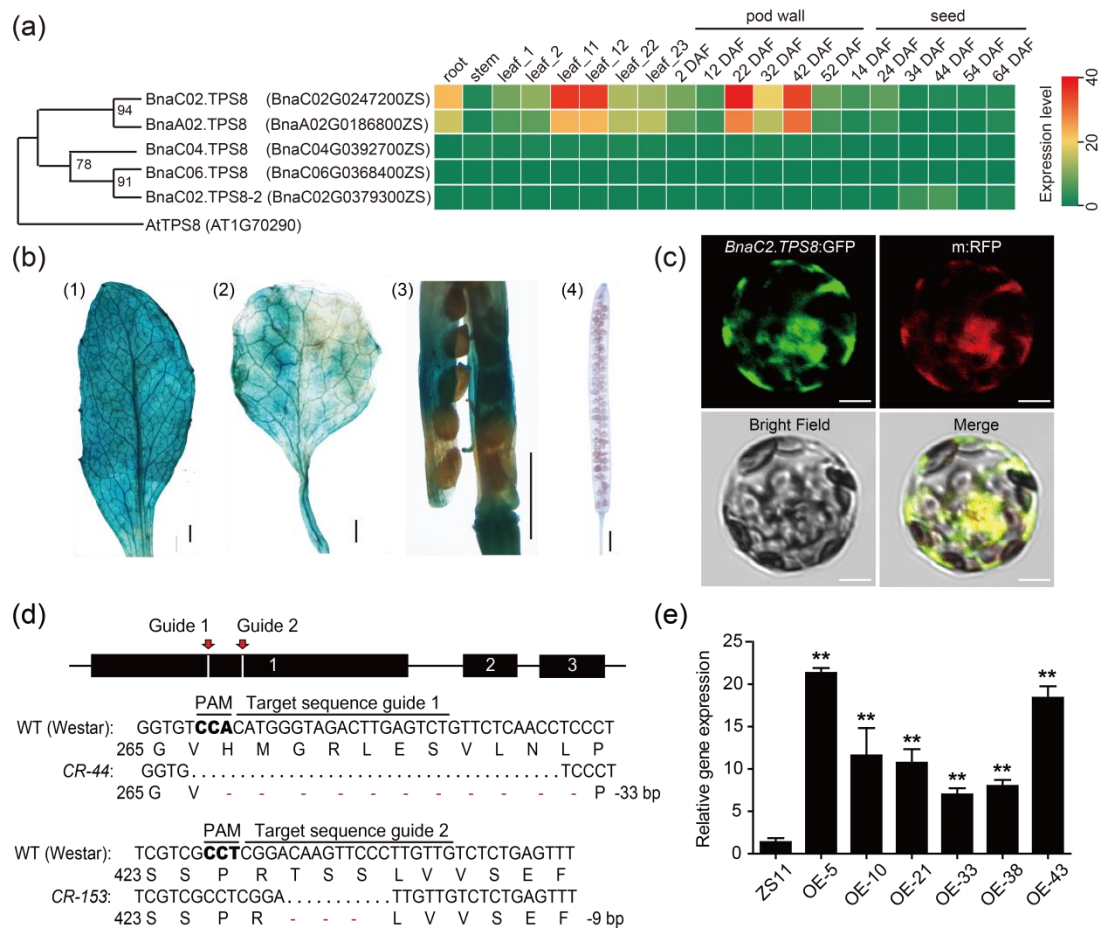 (a)
pod wall
seed
root
stem
leaf_1
leaf_2
leaf_11
leaf_12
leaf_22
leaf_23
2 DAF
12 DAF
22 DAF
32 DAF
42 DAF
52 DAF
14 DAF
24 DAF
34 DAF
44 DAF
54 DAF
64 DAF
BnaC02.TPS8 (BnaC02G0247200ZS)
94
BnaA02.TPS8 (BnaA02G0186800ZS)
BnaC04.TPS8 (BnaC04G0392700ZS)
78
BnaC06.TPS8 (BnaC06G0368400ZS)
91
BnaC02.TPS8-2 (BnaC02G0379300ZS)
AtTPS8 (AT1G70290)
Expression level
40
20
0
(b)
(1)
(2)
(3)
(4)
(c)
BnaC2.TPS8:GFP
m:RFP
Bright Field
Merge
(d)
Guide 1
Guide 2
1
2
3
PAM Target sequence guide 1
WT (Westar): GGTGTCCACATGGGTAGACTTGAGTCTGTTCTCAACCTCCCT
265 G V H M G R L E S V L N L P
CR-44: GGTG.................................TCCCT
265 G V - - - - - - - - - - - P -33 bp
PAM Target sequence guide 2
WT (Westar): TCGTCGCCTCGGACAAGTTCCCTTGTTGTCTCTGAGTTT
423 S S P R T S S L V V S E F
CR-153: TCGTCGCCTCGGA...........TTGTTGTCTCTGAGTTT
423 S S P R - - - L V V S E F -9 bp
(e)
Relative gene expression
25
20
15
10
5
0
**
**
**
**
**
**
ZS11
OE-5
OE-10
OE-21
OE-33
OE-38
OE-43